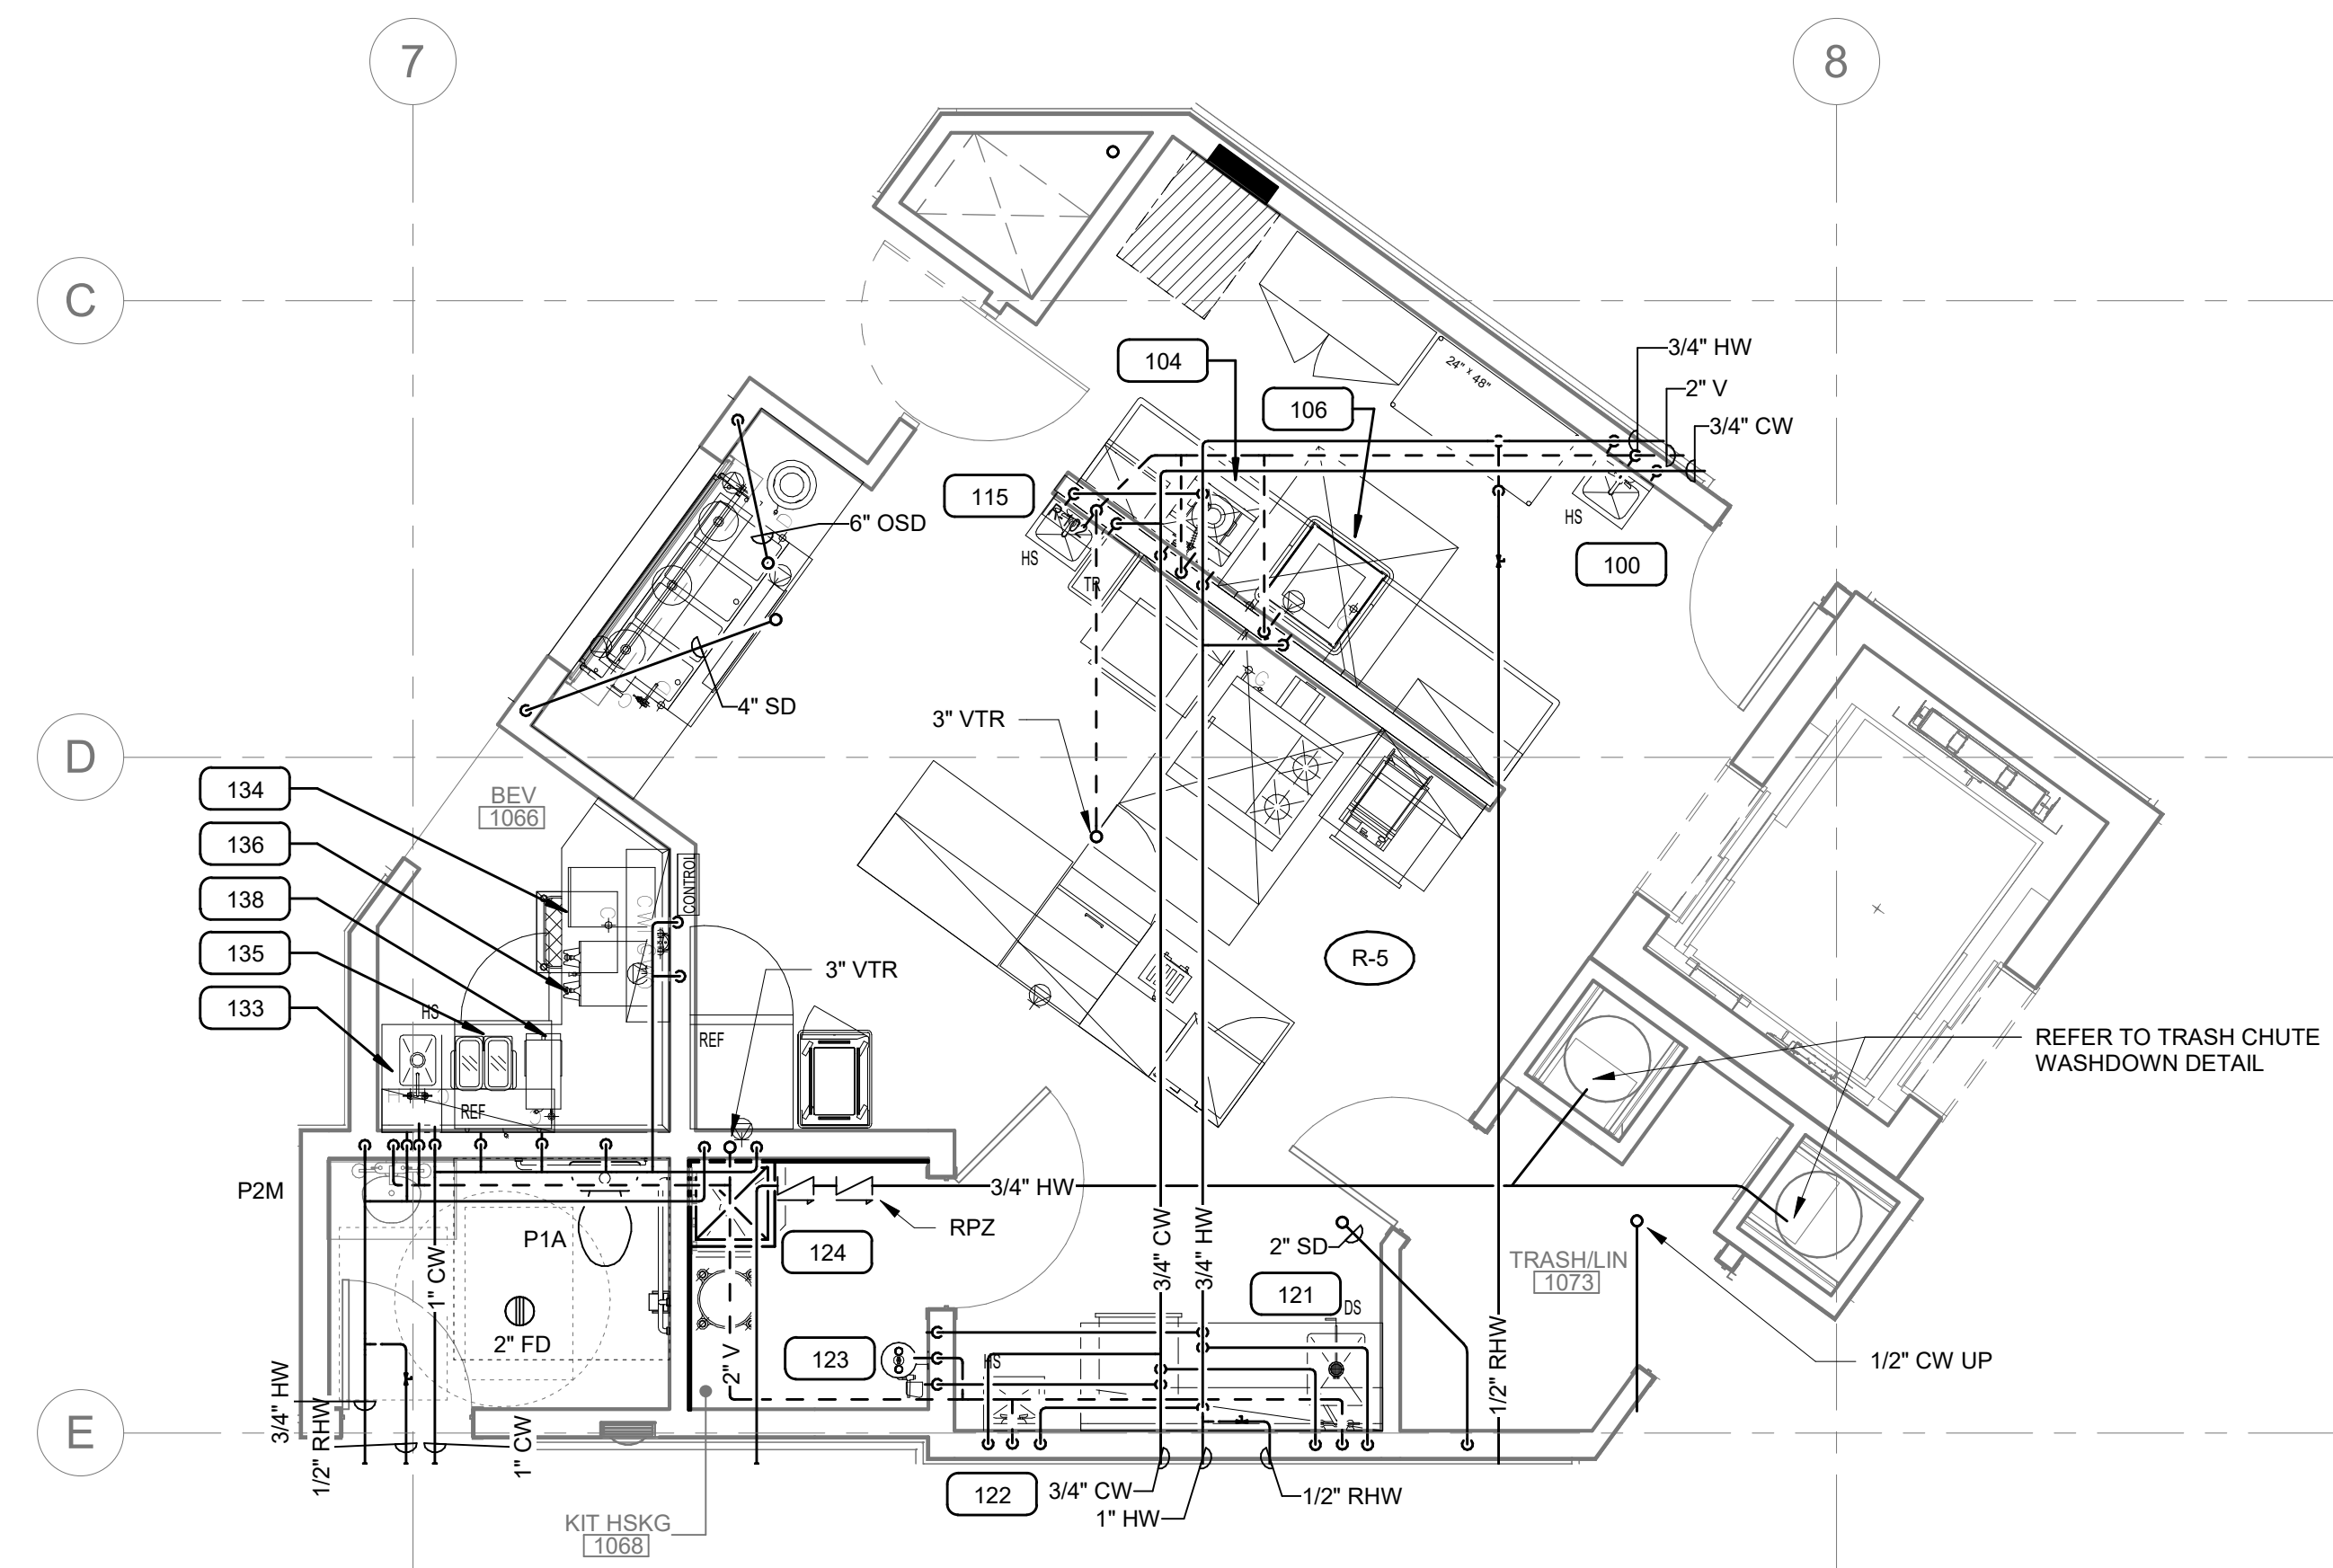 7
8
C
3/4" HW
104
24" x 48"
2" V
106
3/4" CW
115
6" OSD
HS
HS
100
TR
4" SD
3" VTR
D
134
BEV
1066
136
CONTROL
138
135
R-5
3" VTR
133
HS
REF
REF
REFER TO TRASH CHUTE
WASHDOWN DETAIL
P2M
3/4" HW
RPZ
P1A
124
2" SD
TRASH/LIN
1073
1" CW
3/4" CW
3/4" HW
121
DS
2" FD
123
2" V
HS
1/2" RHW
1/2" CW UP
3/4" HW
E
1/2" RHW
1" CW
122
3/4" CW
1/2" RHW
1" HW
KIT HSKG
1068